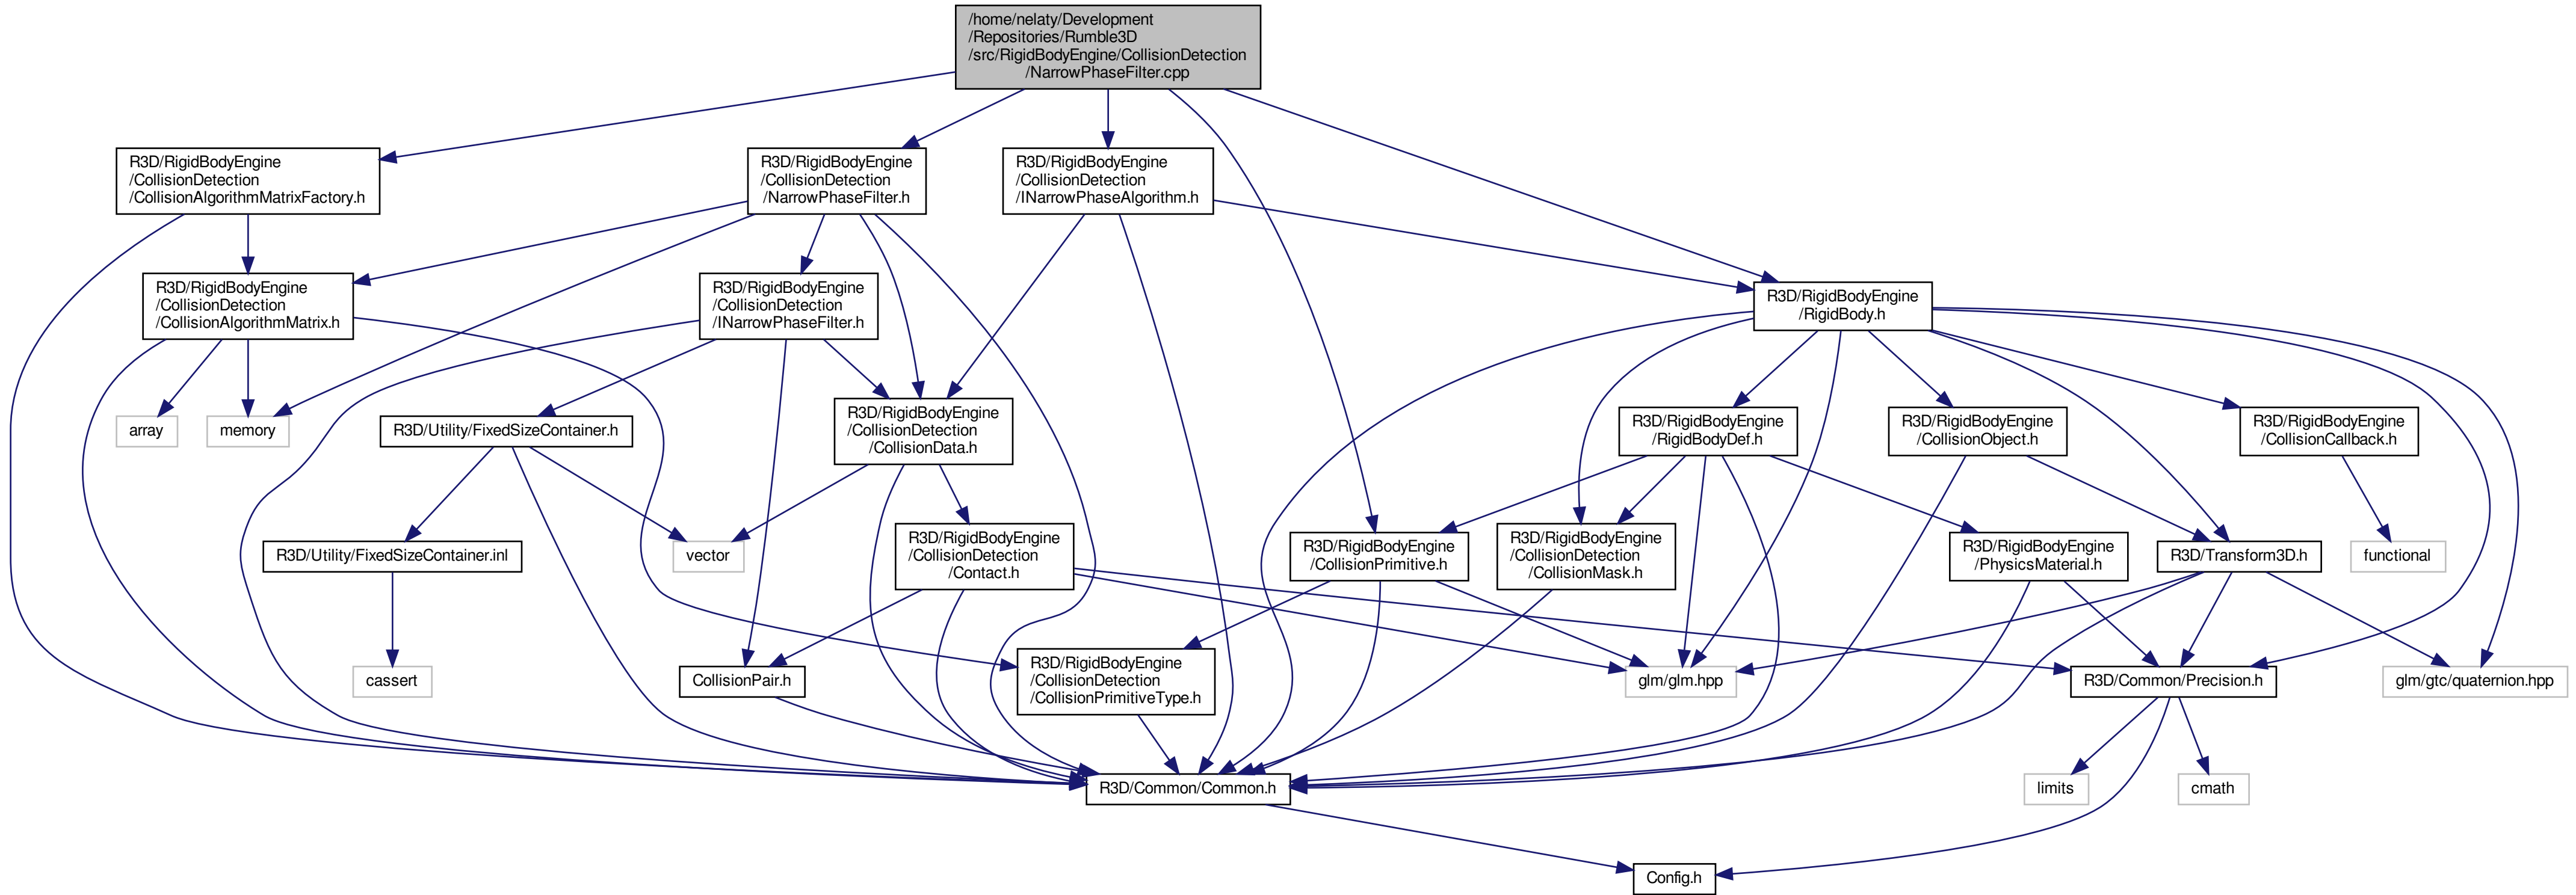 /home/nelaty/Development
/Repositories/Rumble3D
/src/RigidBodyEngine/CollisionDetection
/NarrowPhaseFilter.cpp
R3D/RigidBodyEngine
/CollisionDetection
/CollisionAlgorithmMatrixFactory.h
R3D/RigidBodyEngine
/CollisionDetection
/NarrowPhaseFilter.h
R3D/RigidBodyEngine
/CollisionDetection
/INarrowPhaseAlgorithm.h
R3D/RigidBodyEngine
/CollisionDetection
/CollisionAlgorithmMatrix.h
R3D/RigidBodyEngine
/CollisionDetection
/INarrowPhaseFilter.h
R3D/RigidBodyEngine
/RigidBody.h
array
memory
R3D/Utility/FixedSizeContainer.h
R3D/RigidBodyEngine
/CollisionDetection
/CollisionData.h
R3D/RigidBodyEngine
/RigidBodyDef.h
R3D/RigidBodyEngine
/CollisionObject.h
R3D/RigidBodyEngine
/CollisionCallback.h
R3D/Utility/FixedSizeContainer.inl
vector
R3D/RigidBodyEngine
/CollisionDetection
/Contact.h
R3D/RigidBodyEngine
/CollisionPrimitive.h
R3D/RigidBodyEngine
/CollisionDetection
/CollisionMask.h
R3D/RigidBodyEngine
/PhysicsMaterial.h
R3D/Transform3D.h
functional
cassert
CollisionPair.h
R3D/RigidBodyEngine
/CollisionDetection
/CollisionPrimitiveType.h
glm/glm.hpp
R3D/Common/Precision.h
glm/gtc/quaternion.hpp
R3D/Common/Common.h
limits
cmath
Config.h